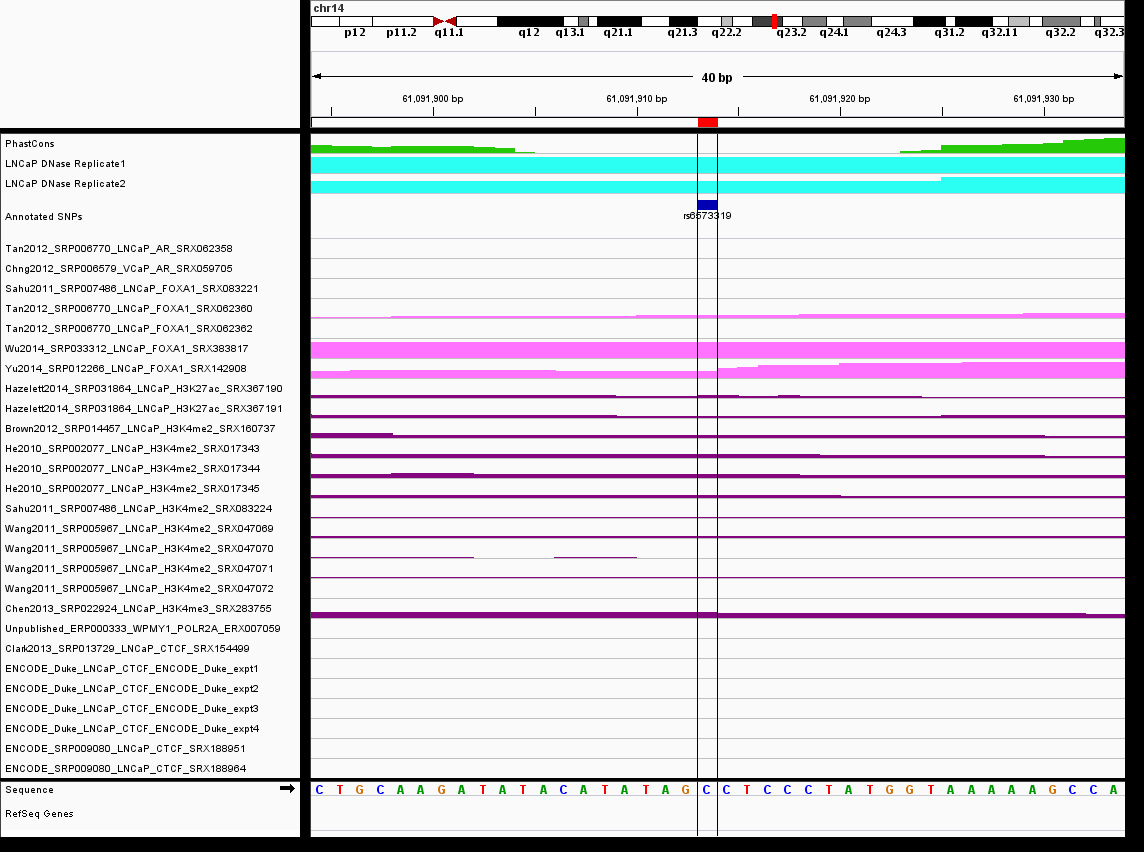 chr14
p12 p11.2 q11.1 q12 q13.1 q21.1 q21.3 q22.2 q23.2 q24.1 q24.3 q31.2 q32.11 q32.2 q32.3
40 bp
61,091,900 bp 61,091,910 bp 61,091,920 bp 61,091,930 bp
PhastCons
LNCaP DNase Replicate1
LNCaP DNase Replicate2
Annotated SNPs
rs6573319
Tan2012_SRP006770_LNCaP_AR_SRX062358
Chng2012_SRP006579_VCaP_AR_SRX059705
Sahu2011_SRP007486_LNCaP_FOXA1_SRX083221
Tan2012_SRP006770_LNCaP_FOXA1_SRX062360
Tan2012_SRP006770_LNCaP_FOXA1_SRX062362
Wu2014_SRP033312_LNCaP_FOXA1_SRX383817
Yu2014_SRP012266_LNCaP_FOXA1_SRX142908
Hazelett2014_SRP031864_LNCaP_H3K27ac_SRX367190
Hazelett2014_SRP031864_LNCaP_H3K27ac_SRX367191
Brown2012_SRP014457_LNCaP_H3K4me2_SRX160737
He2010_SRP002077_LNCaP_H3K4me2_SRX017343
He2010_SRP002077_LNCaP_H3K4me2_SRX017344
He2010_SRP002077_LNCaP_H3K4me2_SRX017345
Sahu2011_SRP007486_LNCaP_H3K4me2_SRX083224
Wang2011_SRP005967_LNCaP_H3K4me2_SRX047069
Wang2011_SRP005967_LNCaP_H3K4me2_SRX047070
Wang2011_SRP005967_LNCaP_H3K4me2_SRX047071
Wang2011_SRP005967_LNCaP_H3K4me2_SRX047072
Chen2013_SRP022924_LNCaP_H3K4me3_SRX283755
Unpublished_ERP000333_WPMY1_POLR2A_ERX007059
Clark2013_SRP013729_LNCaP_CTCF_SRX154499
ENCODE_Duke_LNCaP_CTCF_ENCODE_Duke_expt1
ENCODE_Duke_LNCaP_CTCF_ENCODE_Duke_expt2
ENCODE_Duke_LNCaP_CTCF_ENCODE_Duke_expt3
ENCODE_Duke_LNCaP_CTCF_ENCODE_Duke_expt4
ENCODE_SRP009080_LNCaP_CTCF_SRX188951
ENCODE_SRP009080_LNCaP_CTCF_SRX188964
Sequence C T G C A A G A T A T A C A T A T A G C C T C C C T A T G G T A A A A A G C C A
RefSeq Genes